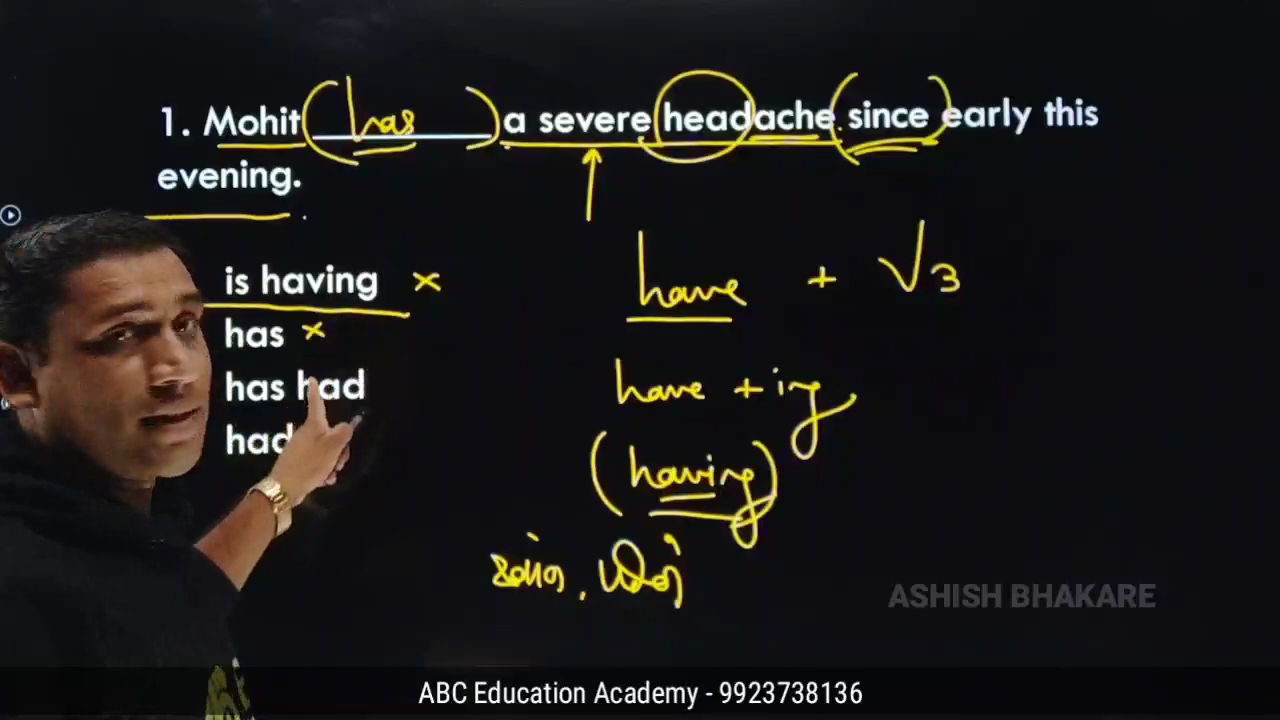 1. Mohit has a severe headache since early this
evening.
is having ×
has ×
has had
had
have + V3
have + ing
(having)
ASHISH BHAKARE
ABC Education Academy - 9923738136